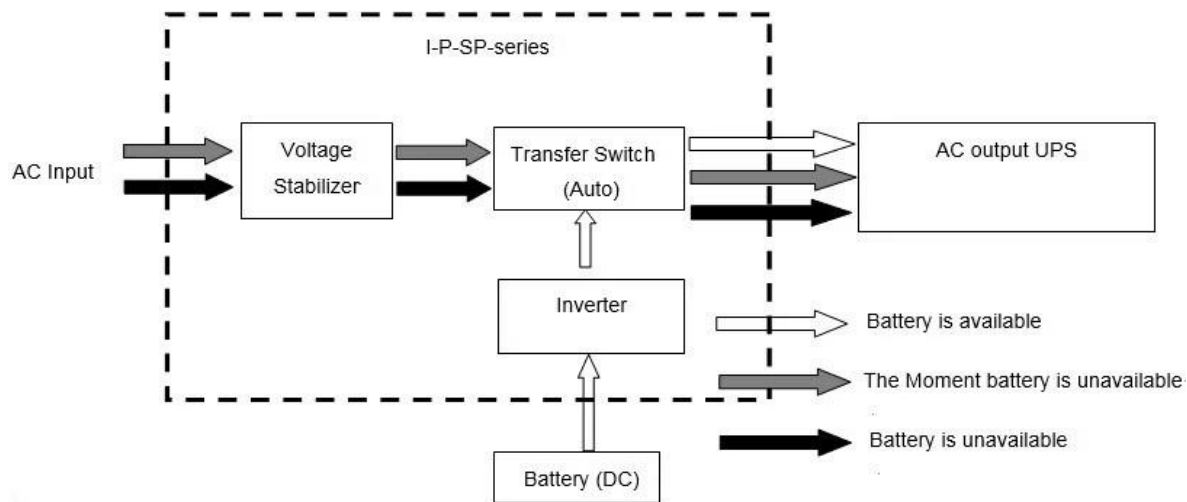 I-P-SP-series
AC Input
Voltage
Stabilizer
Transfer Switch
(Auto)
AC output UPS
Inverter
Battery is available
The Moment battery is unavailable
Battery is unavailable
Battery (DC)